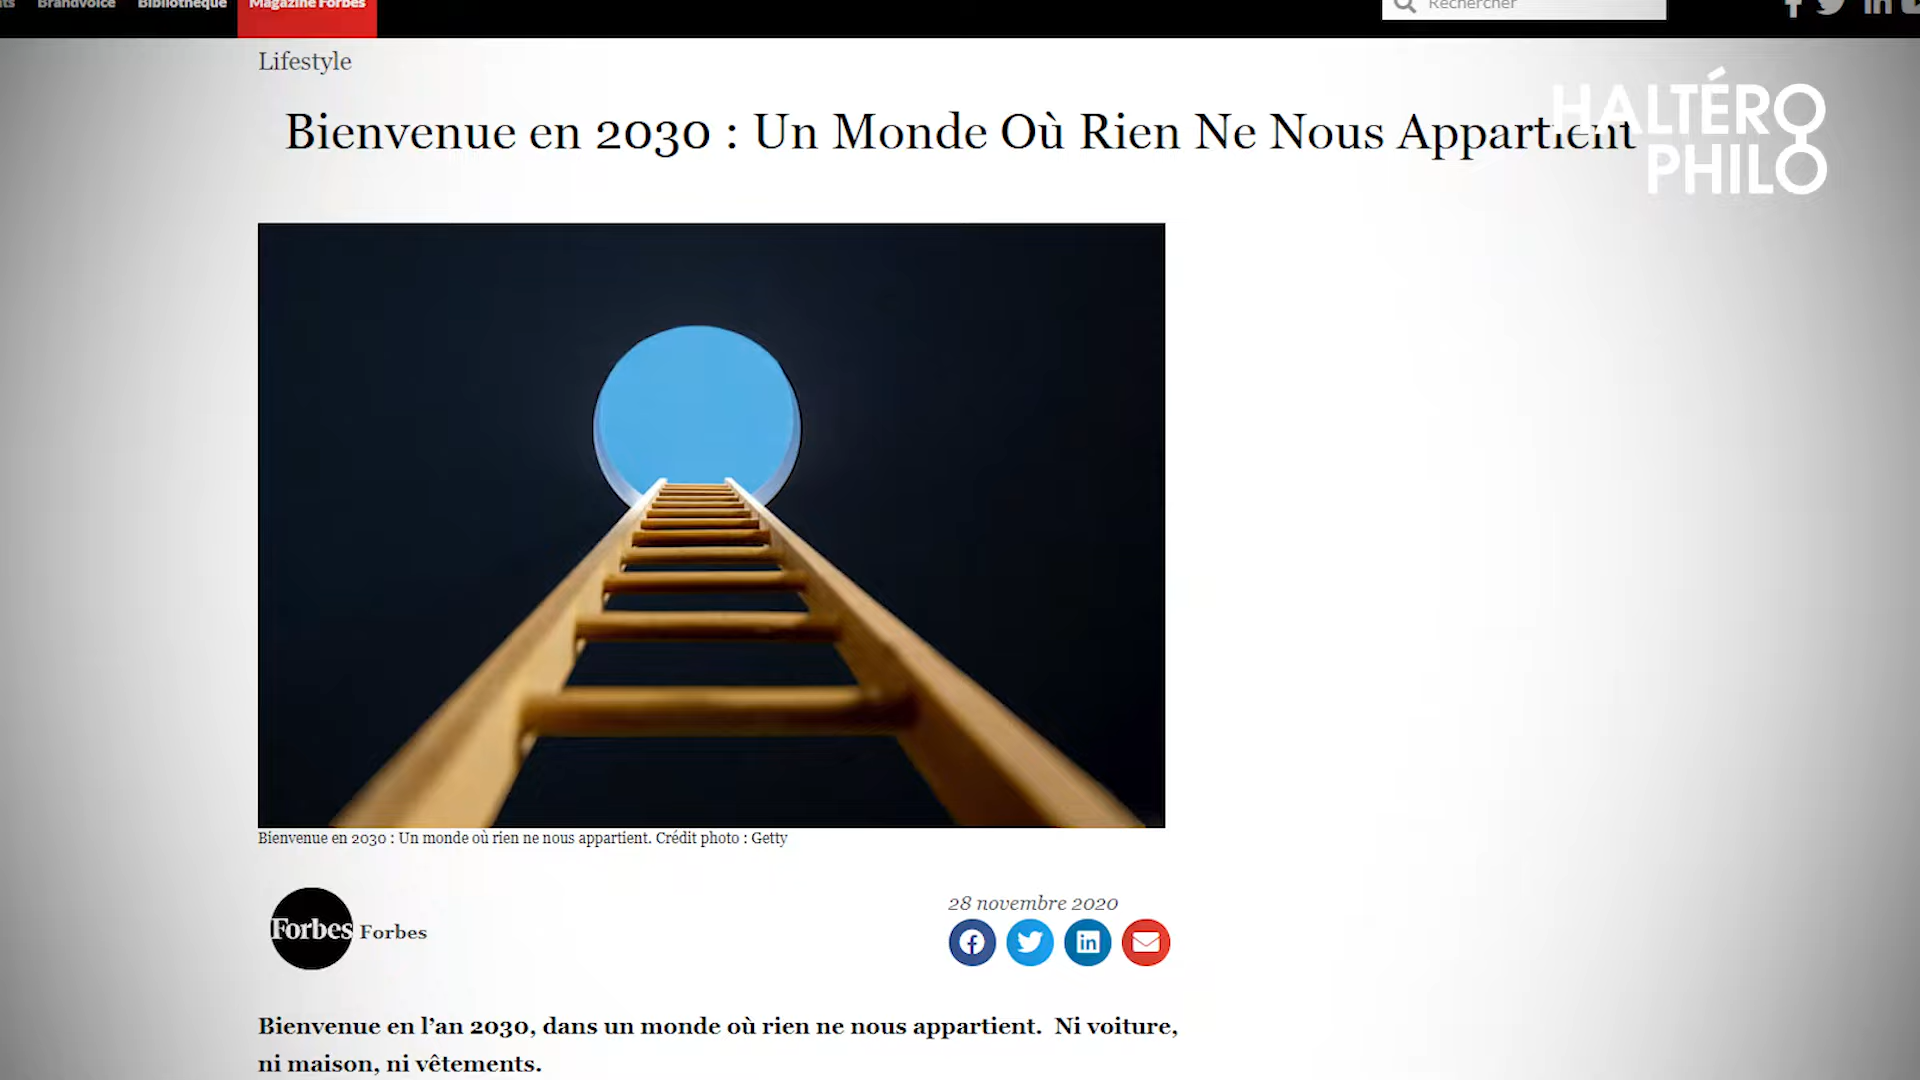 Brandvoice Bibliothèque Magazine Forbes Rechercher
Lifestyle
HALTÉRO
PHILO
Bienvenue en 2030 : Un Monde Où Rien Ne Nous Appartient
Bienvenue en 2030 : Un monde où rien ne nous appartient. Crédit photo : Getty
Forbes Forbes
28 novembre 2020
Bienvenue en l’an 2030, dans un monde où rien ne nous appartient. Ni voiture,
ni maison, ni vêtements.